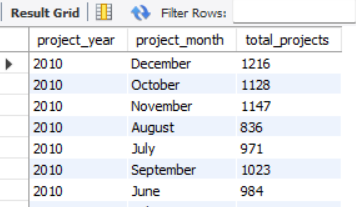 Result Grid Filter Rows:
project_year project_month total_projects
2010 December 1216
2010 October 1128
2010 November 1147
2010 August 836
2010 July 971
2010 September 1023
2010 June 984